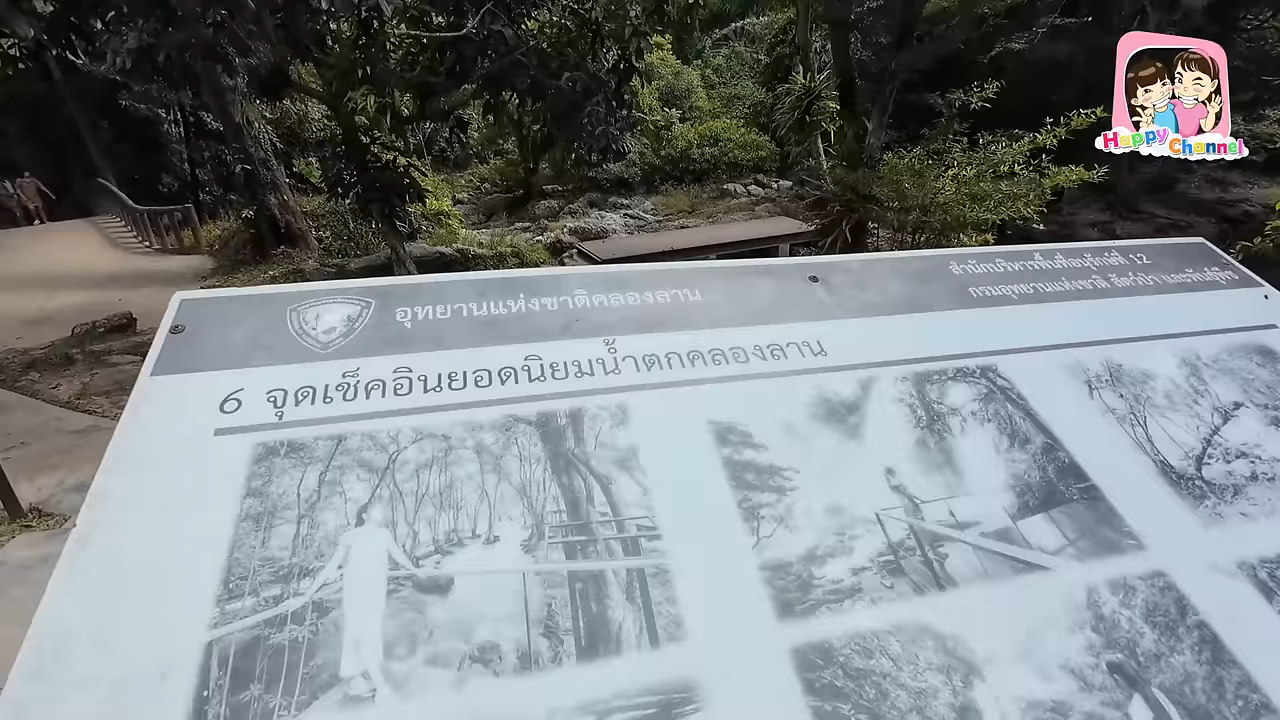 Happy Channel
อุทยานแห่งชาติคลองลาน
สำนักบริหารพื้นที่อนุรักษ์ที่ 12
กรมอุทยานแห่งชาติ สัตว์ป่า และพันธุ์พืช
6 จุดเช็คอินยอดนิยมน้ำตกคลองลาน